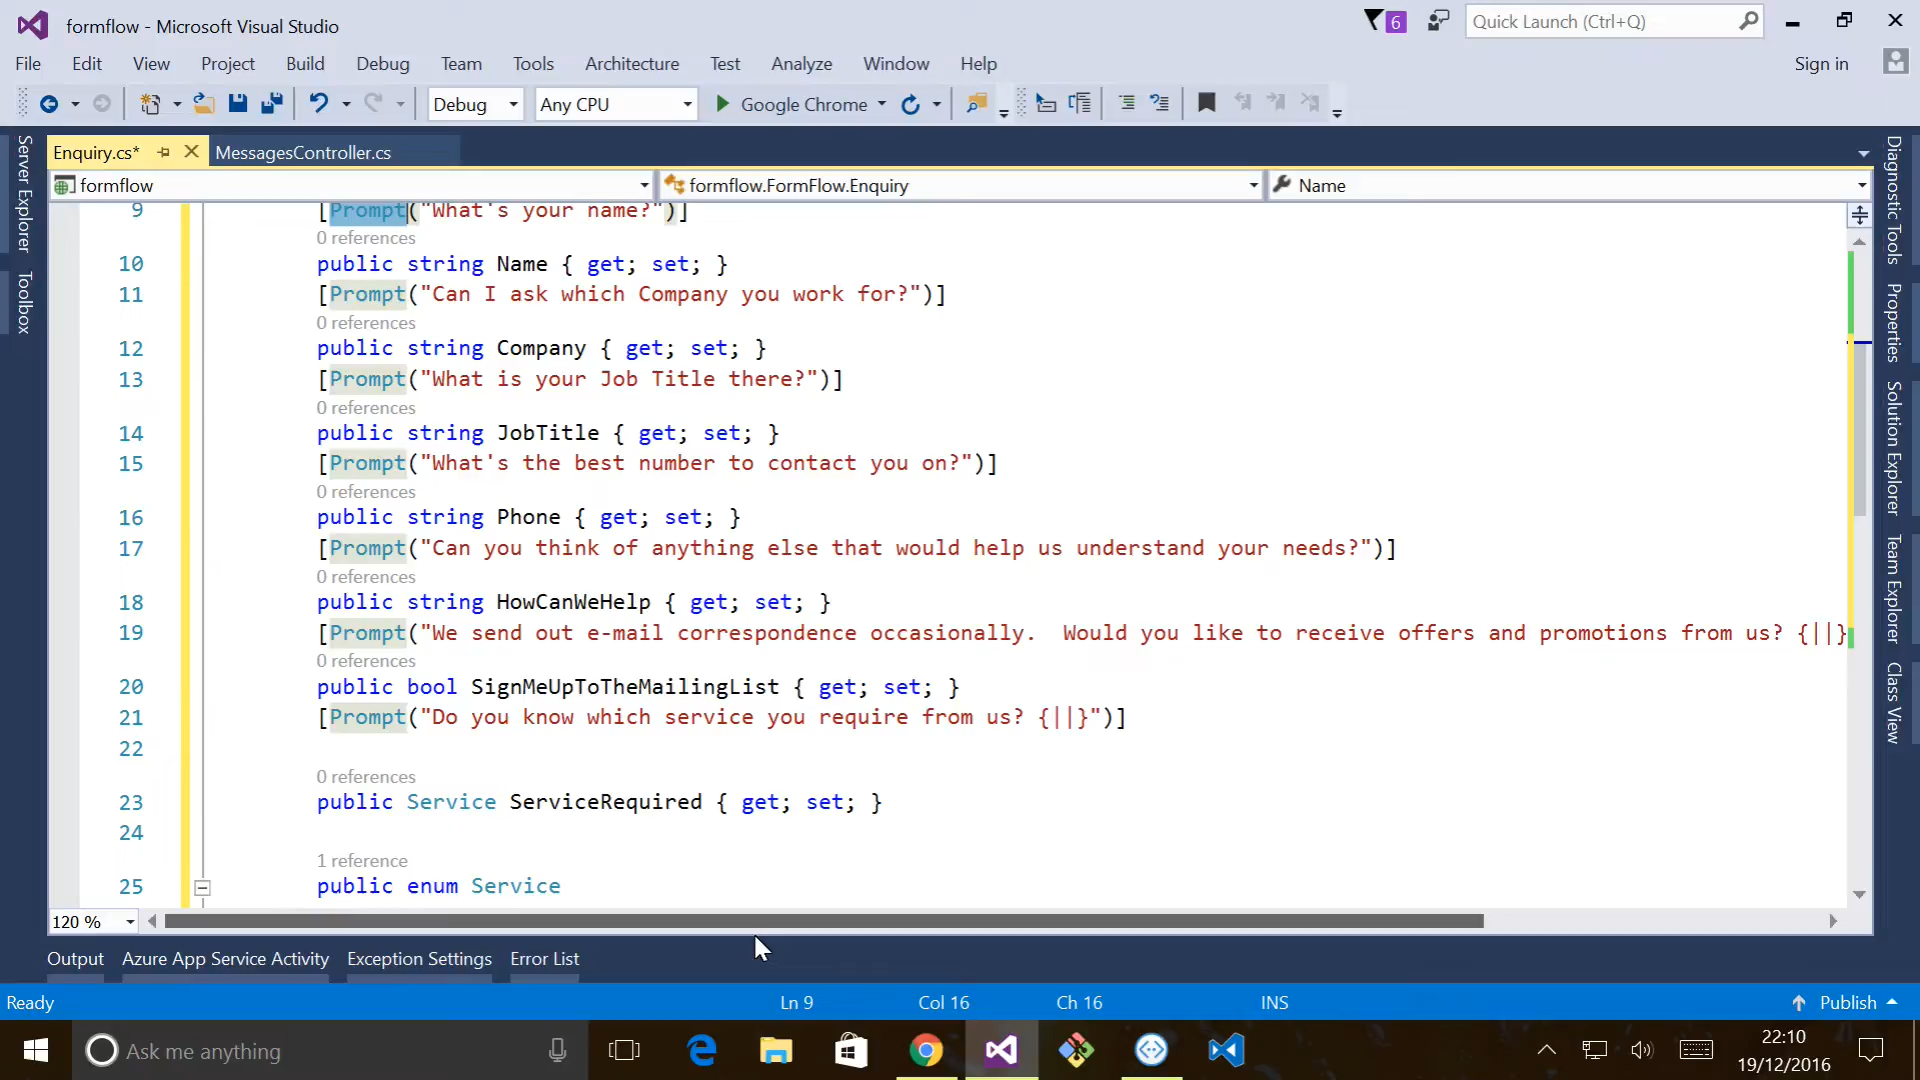 formflow - Microsoft Visual Studio
6
Quick Launch (Ctrl+Q)
File Edit View Project Build Debug Team Tools Architecture Test Analyze Window Help
Sign in
Debug Any CPU Google Chrome
Server Explorer
Toolbox
Enquiry.cs* MessagesController.cs
formflow formflow.FormFlow.Enquiry Name
9 [Prompt("What's your name?")]
0 references
10 public string Name { get; set; }
11 [Prompt("Can I ask which Company you work for?")]
0 references
12 public string Company { get; set; }
13 [Prompt("What is your Job Title there?")]
0 references
14 public string JobTitle { get; set; }
15 [Prompt("What's the best number to contact you on?")]
0 references
16 public string Phone { get; set; }
17 [Prompt("Can you think of anything else that would help us understand your needs?")]
0 references
18 public string HowCanWeHelp { get; set; }
19 [Prompt("We send out e-mail correspondence occasionally.  Would you like to receive offers and promotions from us? {||}
0 references
20 public bool SignMeUpToTheMailingList { get; set; }
21 [Prompt("Do you know which service you require from us? {||}")]
22
0 references
23 public Service ServiceRequired { get; set; }
24
1 reference
25 public enum Service
Diagnostic Tools
Properties
Solution Explorer
Team Explorer
Class View
120 %
Output Azure App Service Activity Exception Settings Error List
Ready Ln 9 Col 16 Ch 16 INS Publish
Ask me anything
22:10
19/12/2016